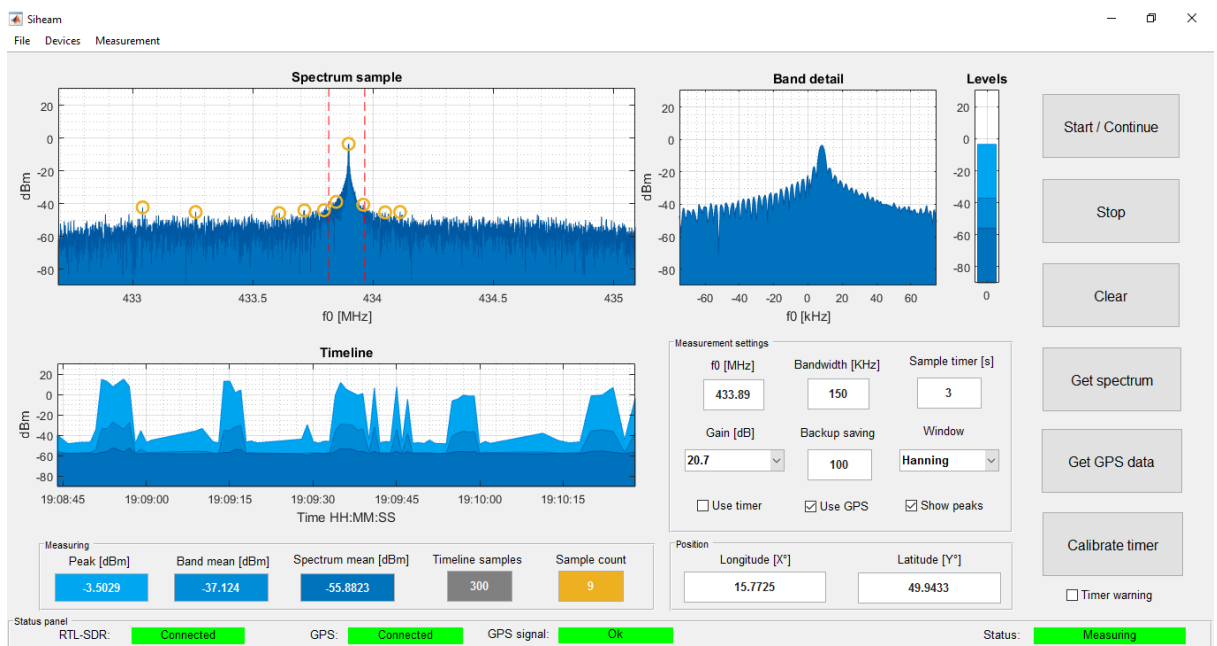 Siheam
File Devices Measurement
Spectrum sample
20
0
-20
-40
-60
-80
dBm
433 433.5 434 434.5 435
f0 [MHz]
Band detail
20
0
-20
-40
-60
-80
dBm
-60 -40 -20 0 20 40 60
f0 [kHz]
Levels
20
0
-20
-40
-60
-80
0
Start / Continue
Stop
Clear
Get spectrum
Get GPS data
Calibrate timer
Timer warning
Timeline
20
0
-20
-40
-60
-80
dBm
19:08:45 19:09:00 19:09:15 19:09:30 19:09:45 19:10:00 19:10:15
Time HH:MM:SS
Measurement settings
f0 [MHz] Bandwidth [KHz] Sample timer [s]
433.89 150 3
Gain [dB] Backup saving Window
20.7 100 Hanning
Use timer Use GPS Show peaks
Measuring
Peak [dBm] Band mean [dBm] Spectrum mean [dBm] Timeline samples Sample count
-3.5029 -37.124 -55.8823 300 9
Position
Longitude [X°] Latitude [Y°]
15.7725 49.9433
Status panel
RTL-SDR: Connected GPS: Connected GPS signal: Ok Status: Measuring